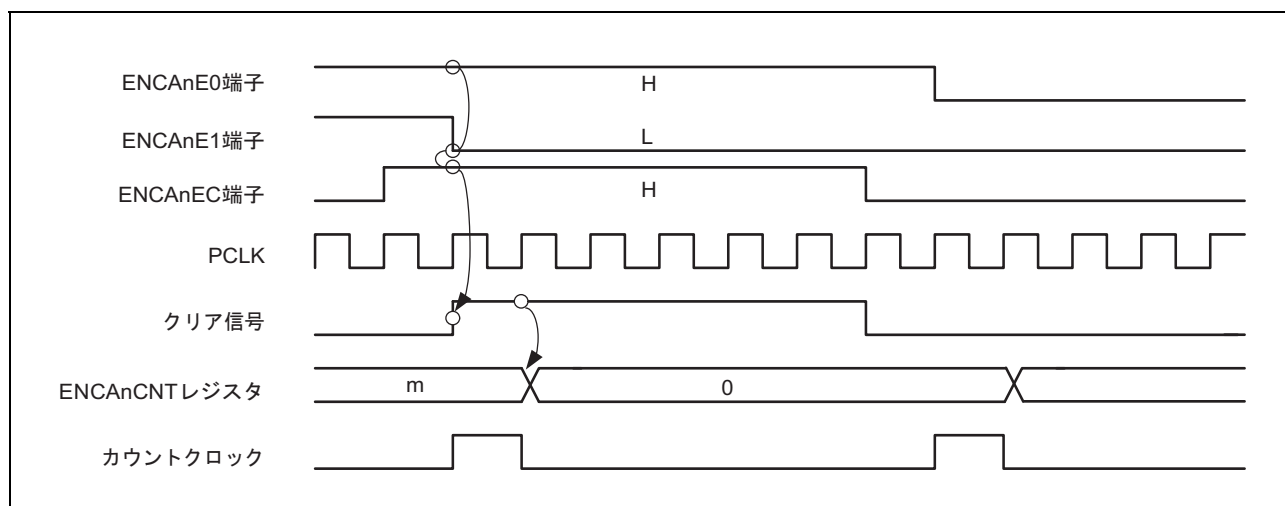 ENCAnE0端子
H
ENCAnE1端子
L
ENCAnEC端子
H
PCLK
クリア信号
ENCAnCNTレジスタ
m
0
カウントクロック